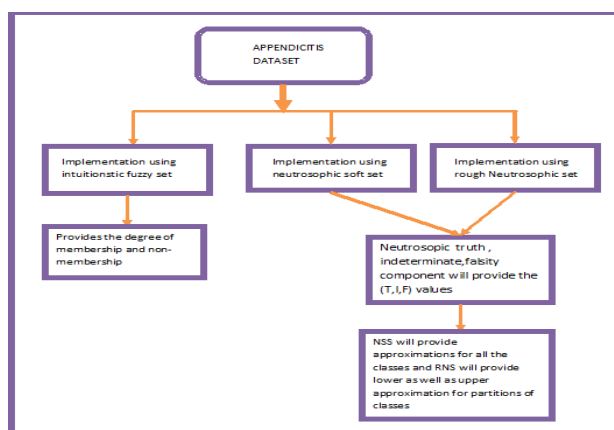 APPENDICITIS
DATASET
Implementation using
intuitionstic fuzzy set
Implementation using
neutrosophic soft set
Implementation using
rough Neutrosophic set
Provides the degree of
membership and non-
membership
Neutrosopic truth ,
indeterminate,falsity
component will provide the
(T,I,F) values
NSS will provide
approximations for all the
classes and RNS will provide
lower as well as upper
approximation for partitions of
classes